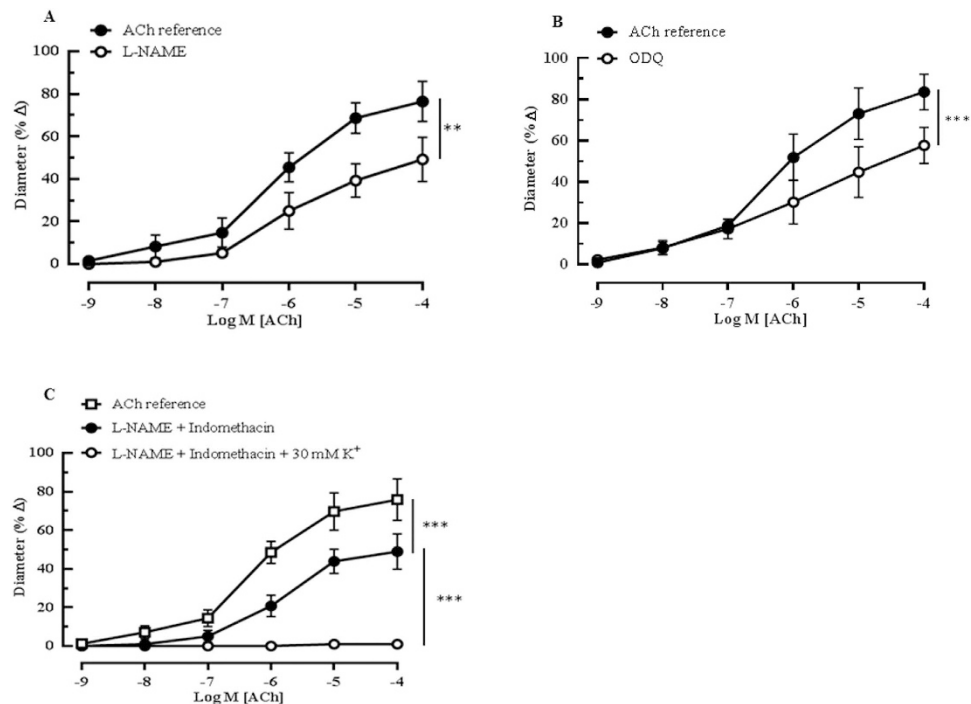 A
ACh reference
L-NAME
100
80
60
40
20
0
Diameter (% Δ)
**
-9 -8 -7 -6 -5 -4
Log M [ACh]
B
ACh reference
ODQ
100
80
60
40
20
0
Diameter (% Δ)
***
-9 -8 -7 -6 -5 -4
Log M [ACh]
C
ACh reference
L-NAME + Indomethacin
L-NAME + Indomethacin + 30 mM K⁺
100
80
60
40
20
0
Diameter (% Δ)
***
***
-9 -8 -7 -6 -5 -4
Log M [ACh]